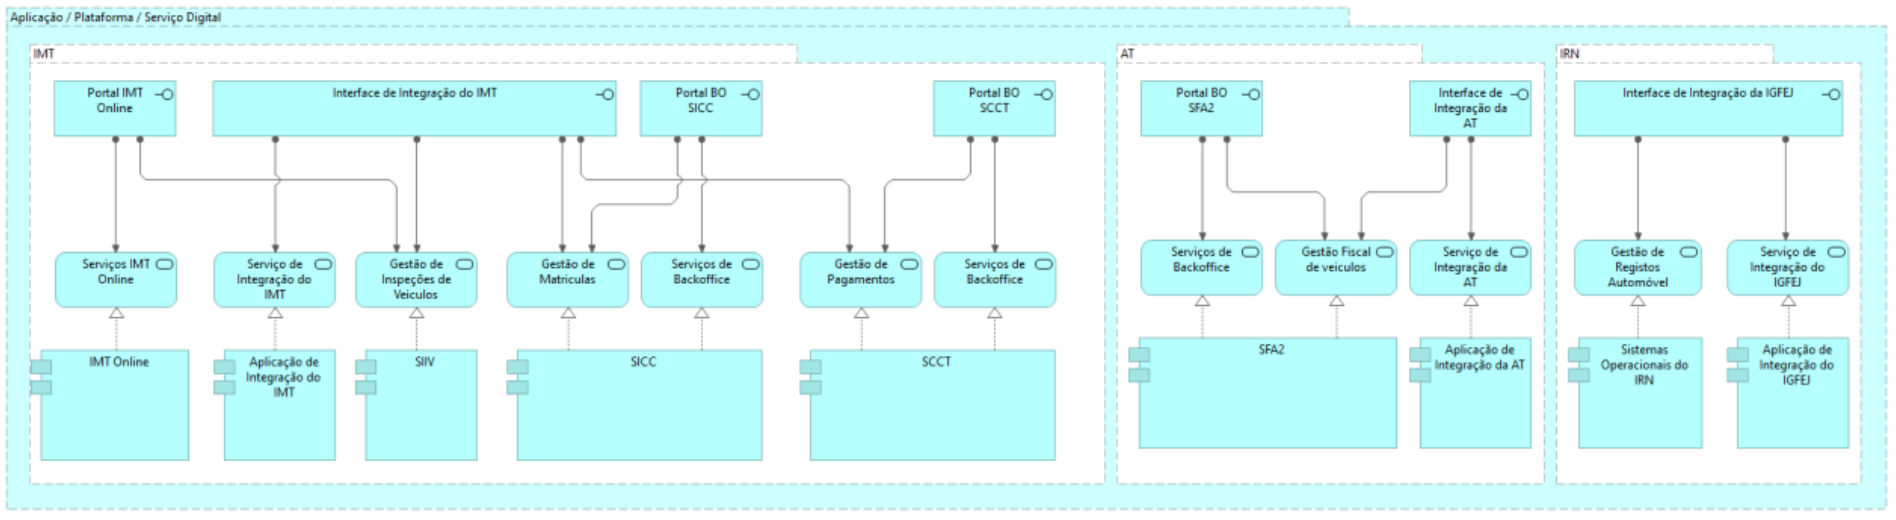 Aplicação / Plataforma / Serviço Digital
IMT
Portal IMT
Online
Interface de Integração do IMT
Portal BO
SICC
Portal BO
SCCT
Serviços IMT
Online
Serviço de
Integração do
IMT
Gestão de
Inspeções de
Veiculos
Gestão de
Matriculas
Serviços de
Backoffice
Gestão de
Pagamentos
Serviços de
Backoffice
IMT Online
Aplicação de
Integração do
IMT
SIIV
SICC
SCCT
AT
Portal BO
SFA2
Interface de
Integração da
AT
Serviços de
Backoffice
Gestão Fiscal
de veiculos
Serviço de
Integração da
AT
SFA2
Aplicação de
Integração da AT
IRN
Interface de Integração da IGFEJ
Gestão de
Registos
Automóvel
Serviço de
Integração do
IGFEJ
Sistemas
Operacionais do
IRN
Aplicação de
Integração do
IGFEJ